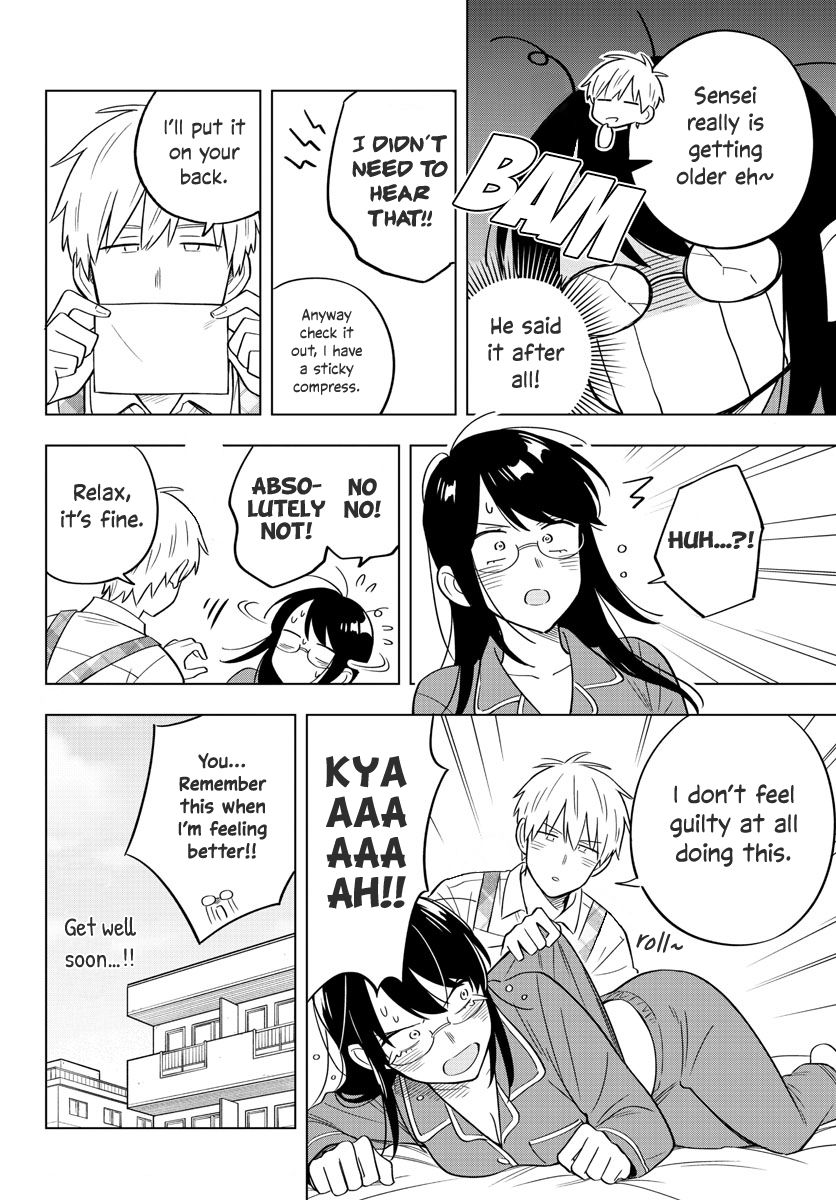 Sensei
really is
getting
older eh~
BAM
He said
it after
all!
I DIDN'T
NEED TO
HEAR
THAT!!
Anyway
check it
out, I have
a sticky
compress.
I'll put it
on your
back.
HUH...?!
NO
NO!
ABSO-
LUTELY
NOT!
Relax,
it's fine.
I don't feel
guilty at all
doing this.
roll~
KYA
AAA
AAA
AH!!
You...
Remember
this when
I'm feeling
better!!
Get well
soon...!!